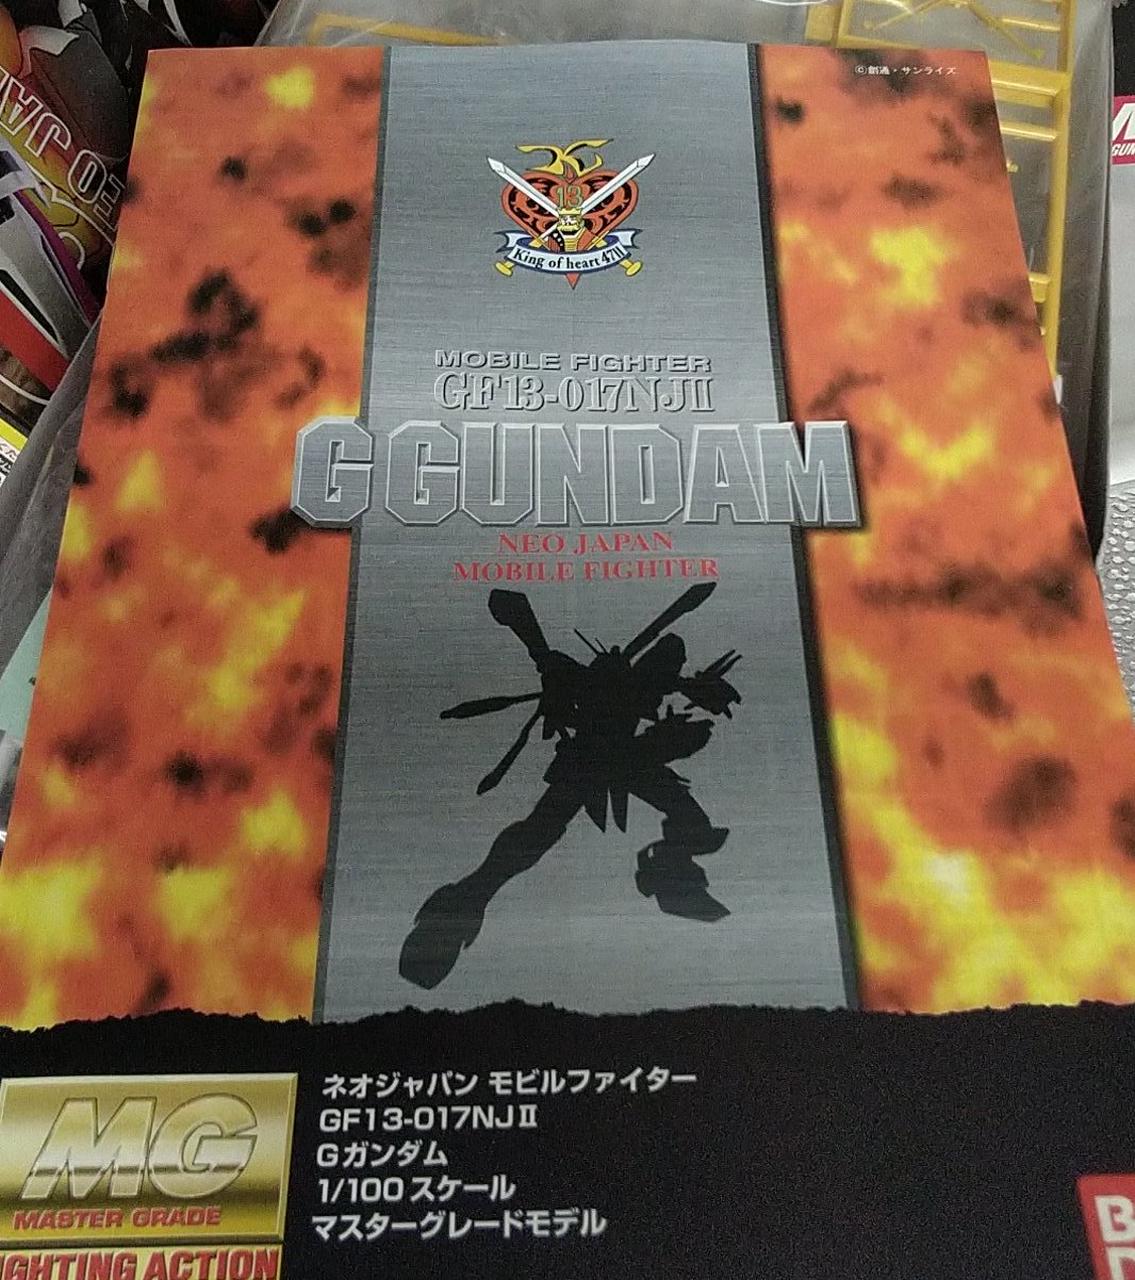 ©創通・サンライズ
13
King of heart 4711
MOBILE FIGHTER
GF13-017NJII
G GUNDAM
NEO JAPAN
MOBILE FIGHTER
MG
MASTER GRADE
ネオジャパン モビルファイター
GF13-017NJⅡ
Gガンダム
1/100スケール
マスターグレードモデル